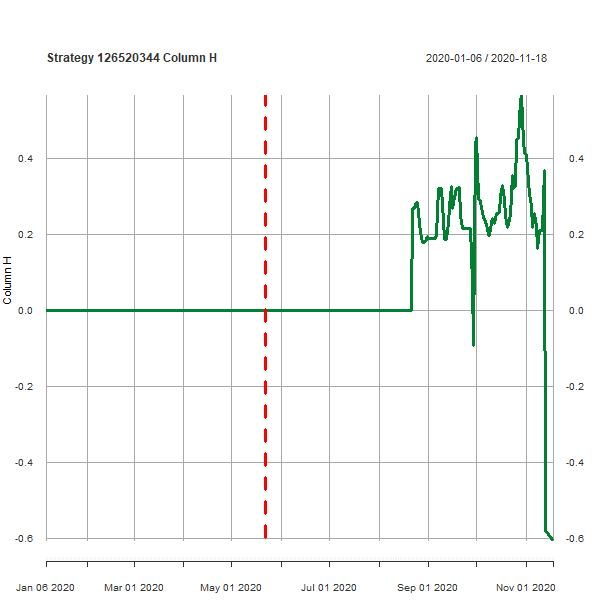 Strategy 126520344 Column H
2020-01-06 / 2020-11-18
0.4
0.4
0.2
0.2
Column H
0.0
0.0
-0.2
-0.2
-0.4
-0.4
-0.6
-0.6
Jan 06 2020
Mar 01 2020
May 01 2020
Jul 01 2020
Sep 01 2020
Nov 01 2020